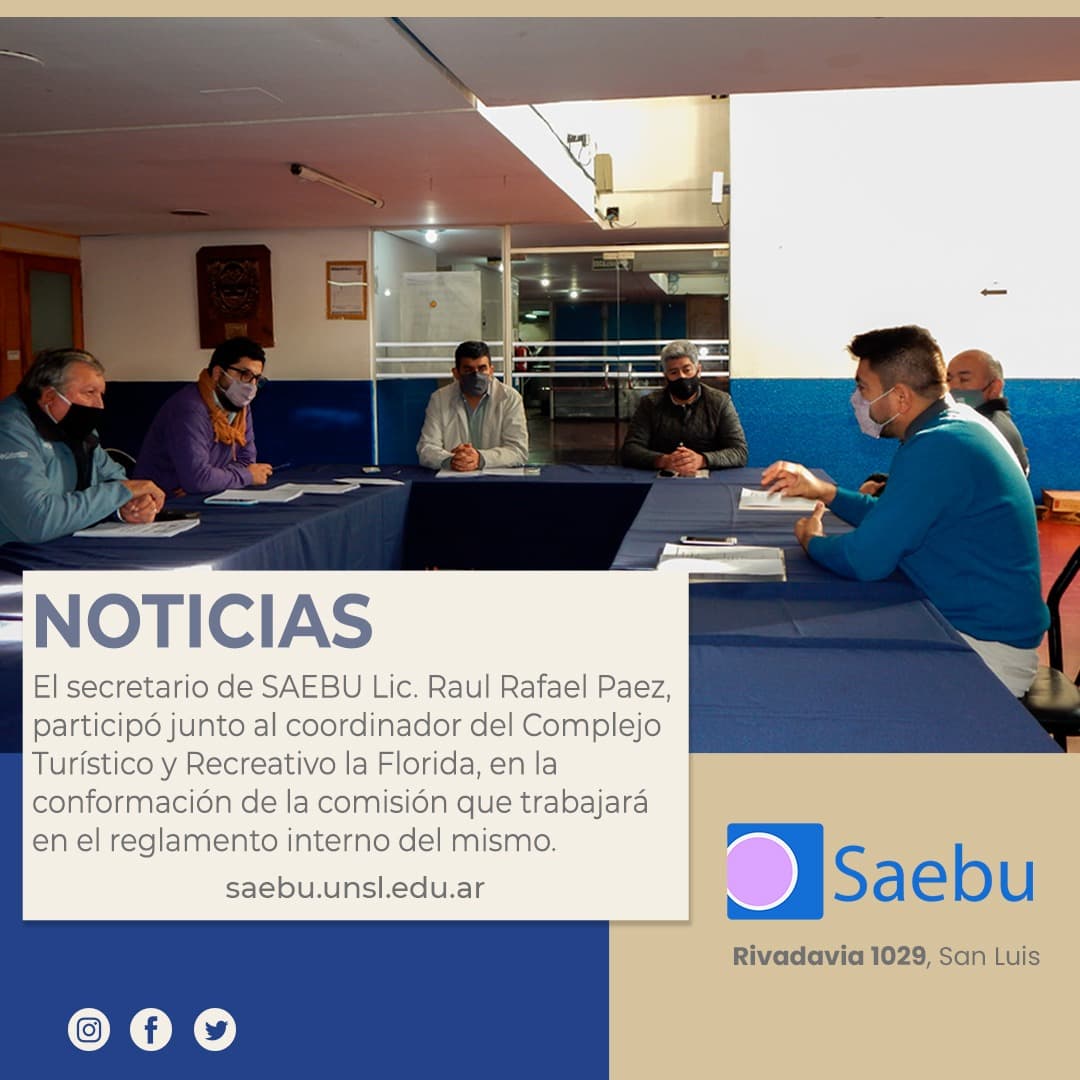 NOTICIAS
El secretario de SAEBU Lic. Raul Rafael Paez,
participó junto al coordinador del Complejo
Turístico y Recreativo la Florida, en la
conformación de la comisión que trabajará
en el reglamento interno del mismo.
saebu.unsl.edu.ar
Saebu
Rivadavia 1029, San Luis